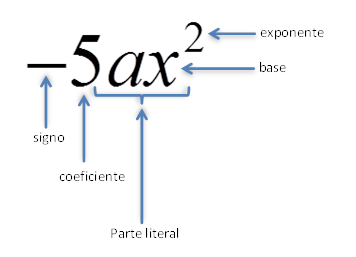 −5ax²
exponente
base
signo
coeficiente
Parte literal